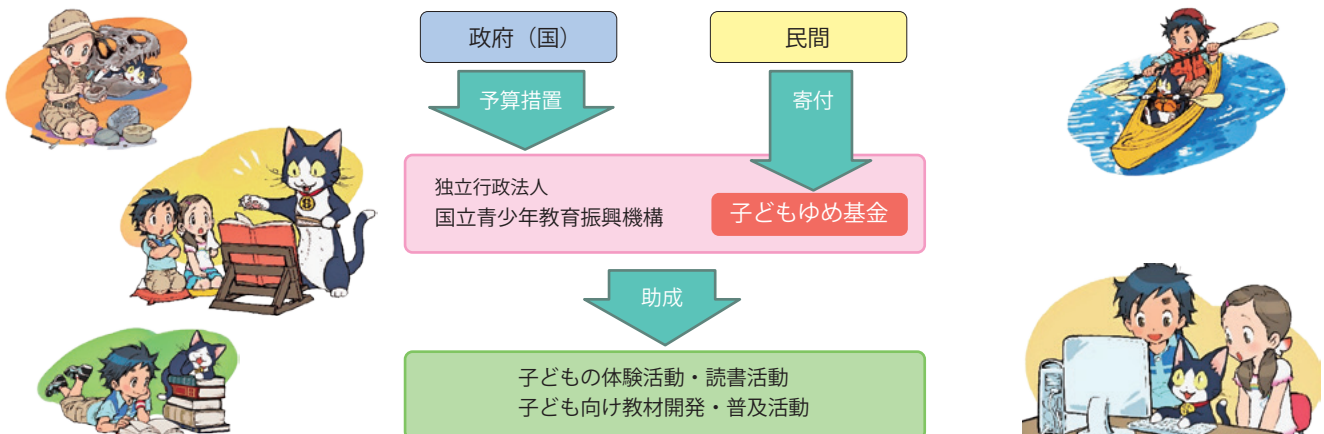 政府（国）
民間
予算措置
寄付
独立行政法人
国立青少年教育振興機構
子どもゆめ基金
助成
子どもの体験活動・読書活動
子ども向け教材開発・普及活動